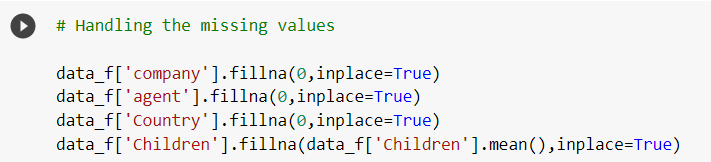 # Handling the missing values
data_f['company'].fillna(0,inplace=True)
data_f['agent'].fillna(0,inplace=True)
data_f['Country'].fillna(0,inplace=True)
data_f['Children'].fillna(data_f['Children'].mean(),inplace=True)